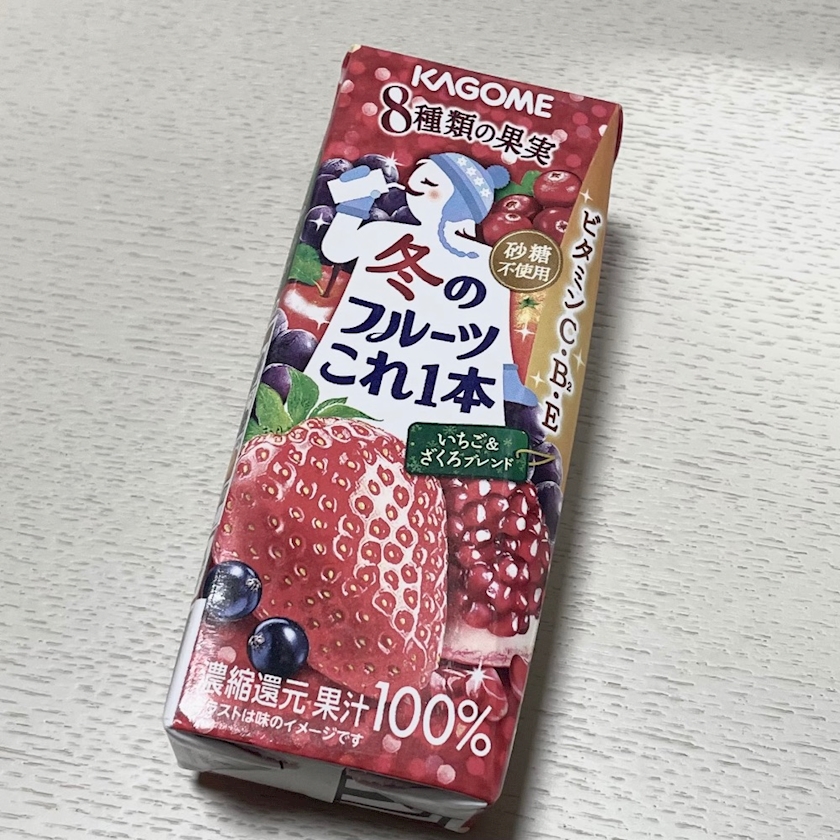 KAGOME
8種類の果実
冬の
フルーツ
これ1本
砂糖
不使用
ビタミンC・B₂・E
いちご&
ざくろブレンド
濃縮還元 果汁100%
ラストは味のイメージです